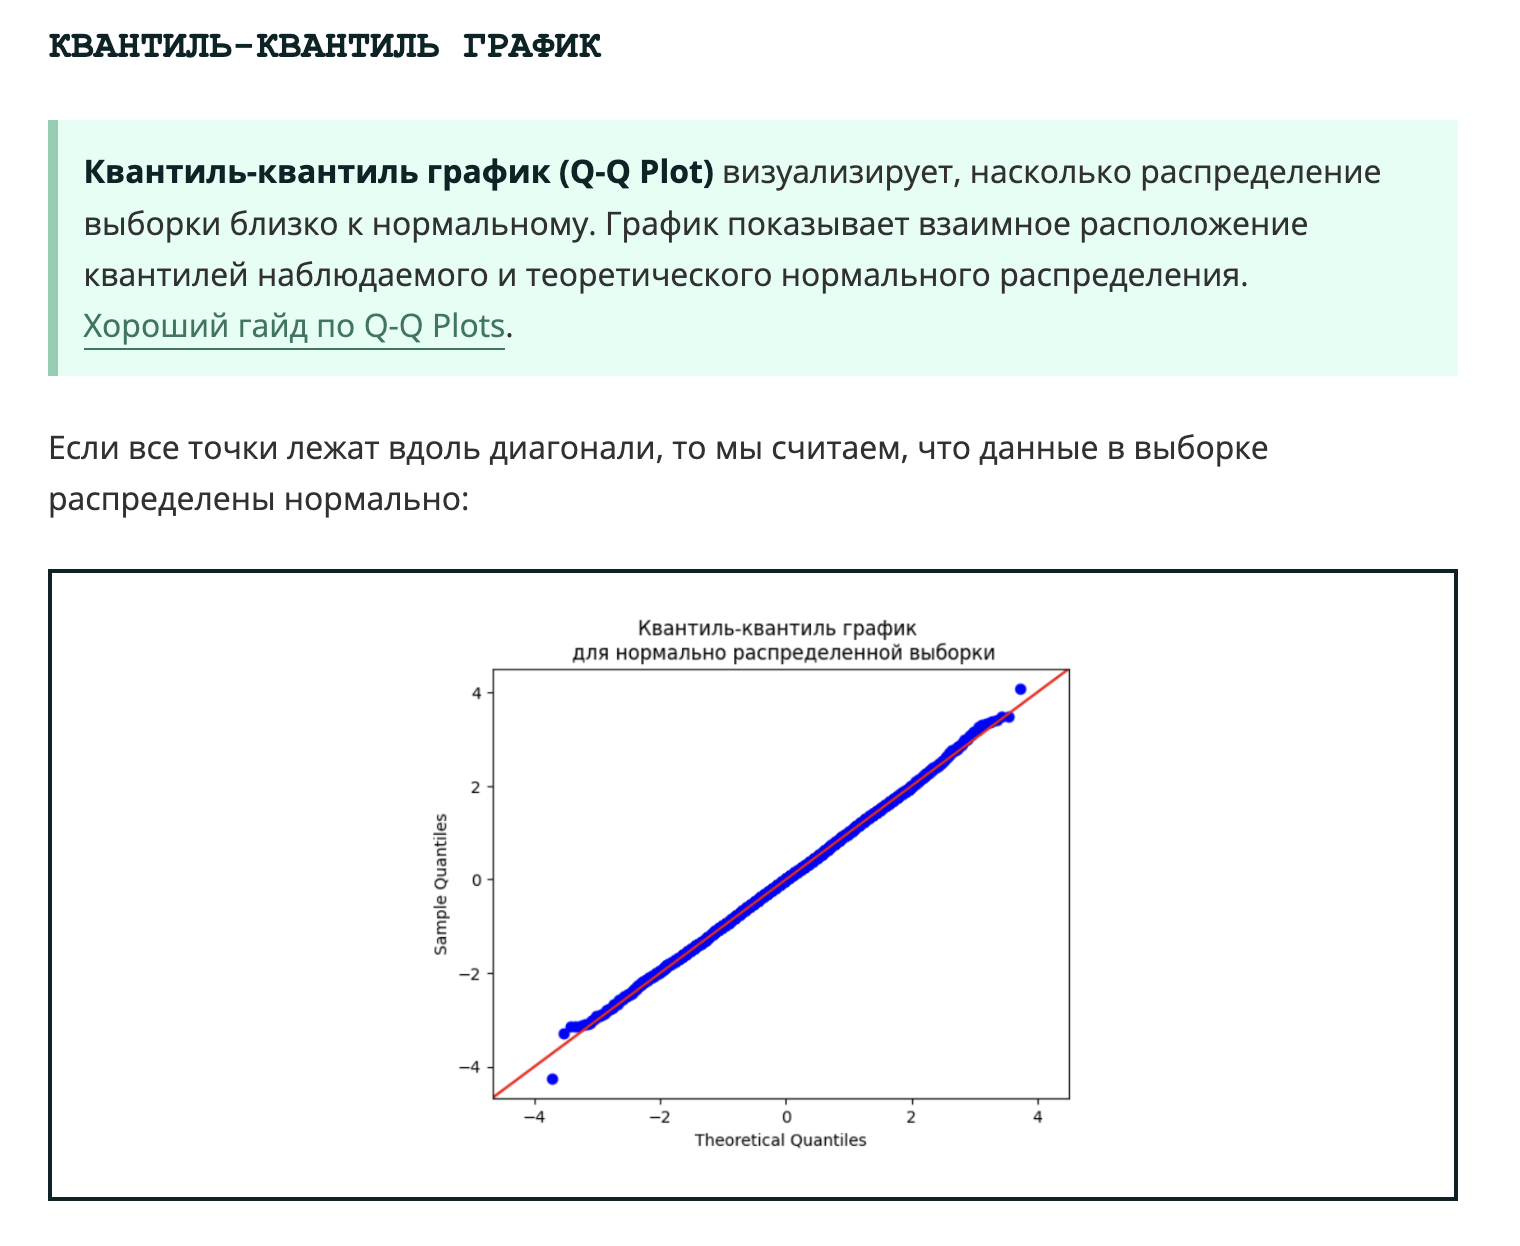 КВАНТИЛЬ-КВАНТИЛЬ ГРАФИК
Квантиль-квантиль график (Q-Q Plot) визуализирует, насколько распределение
выборки близко к нормальному. График показывает взаимное расположение
квантилей наблюдаемого и теоретического нормального распределения.
Хороший гайд по Q-Q Plots.
Если все точки лежат вдоль диагонали, то мы считаем, что данные в выборке
распределены нормально:
Квантиль-квантиль график
для нормально распределенной выборки
4
2
0
−2
−4
Sample Quantiles
−4 −2 0 2 4
Theoretical Quantiles